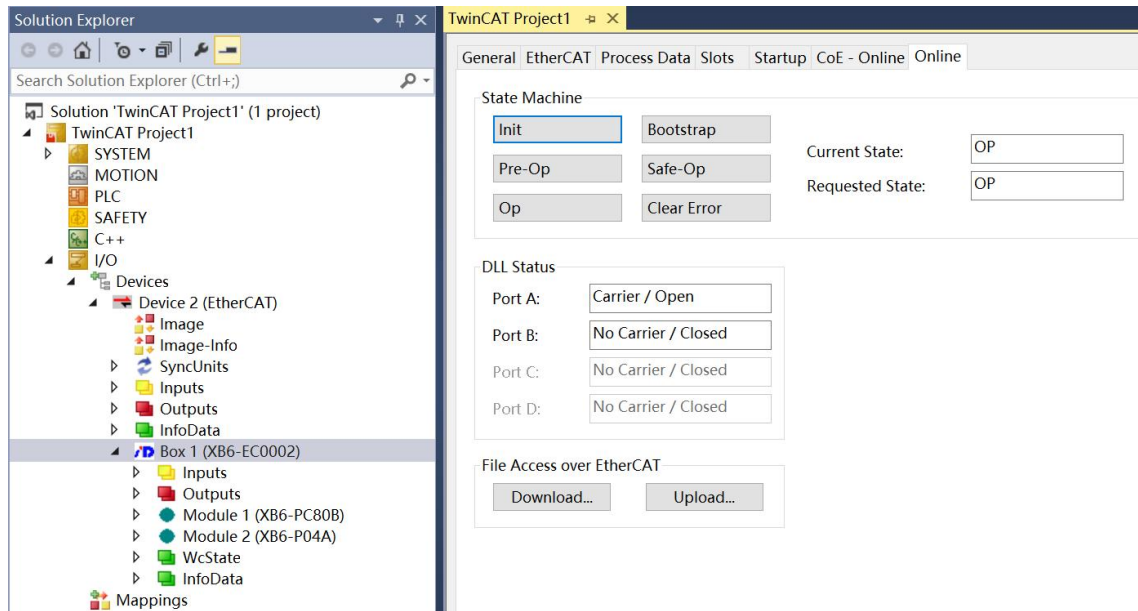 Solution Explorer
Search Solution Explorer (Ctrl+;)
Solution 'TwinCAT Project1' (1 project)
TwinCAT Project1
SYSTEM
MOTION
PLC
SAFETY
C++
I/O
Devices
Device 2 (EtherCAT)
Image
Image-Info
SyncUnits
Inputs
Outputs
InfoData
Box 1 (XB6-EC0002)
Inputs
Outputs
Module 1 (XB6-PC80B)
Module 2 (XB6-P04A)
WcState
InfoData
Mappings
TwinCAT Project1
General EtherCAT Process Data Slots Startup CoE - Online Online
State Machine
Init Bootstrap
Pre-Op Safe-Op
Op Clear Error
Current State: OP
Requested State: OP
DLL Status
Port A: Carrier / Open
Port B: No Carrier / Closed
Port C: No Carrier / Closed
Port D: No Carrier / Closed
File Access over EtherCAT
Download... Upload...